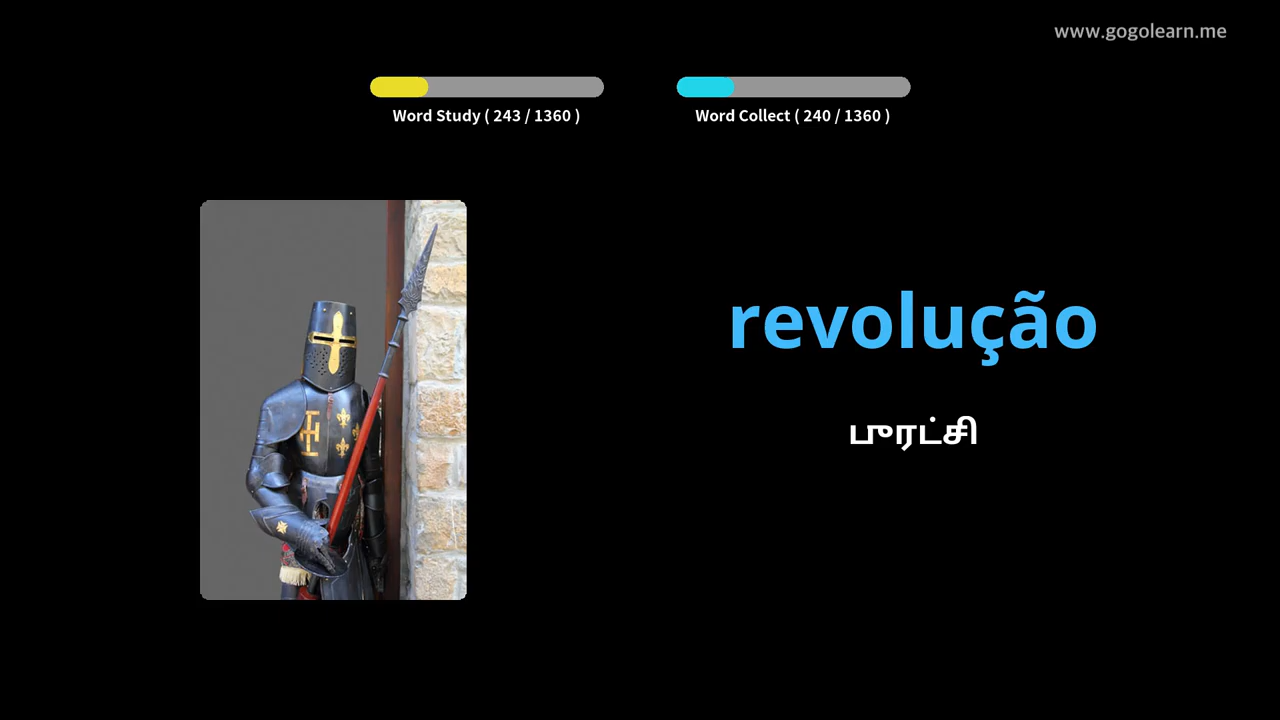 www.gogolearn.me
Word Study ( 243 / 1360 )
Word Collect ( 240 / 1360 )
revolução
புரட்சி